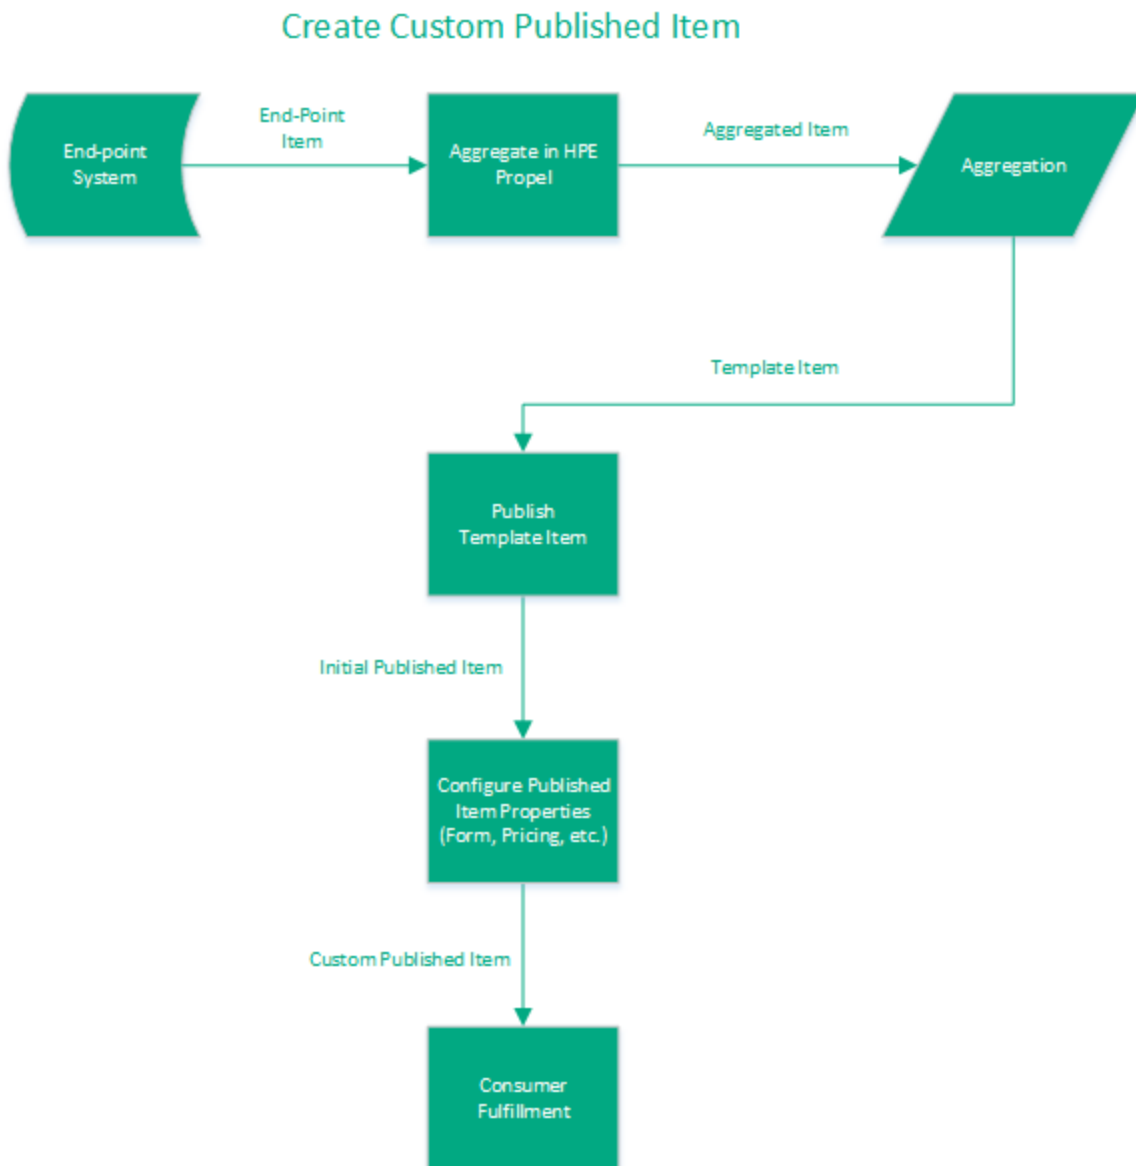 Create Custom Published Item
End-Point
Item
End-point
System
Aggregate in HPE
Propel
Aggregated Item
Aggregation
Template Item
Publish
Template Item
Initial Published Item
Configure Published
Item Properties
(Form, Pricing, etc.)
Custom Published Item
Consumer
Fulfillment